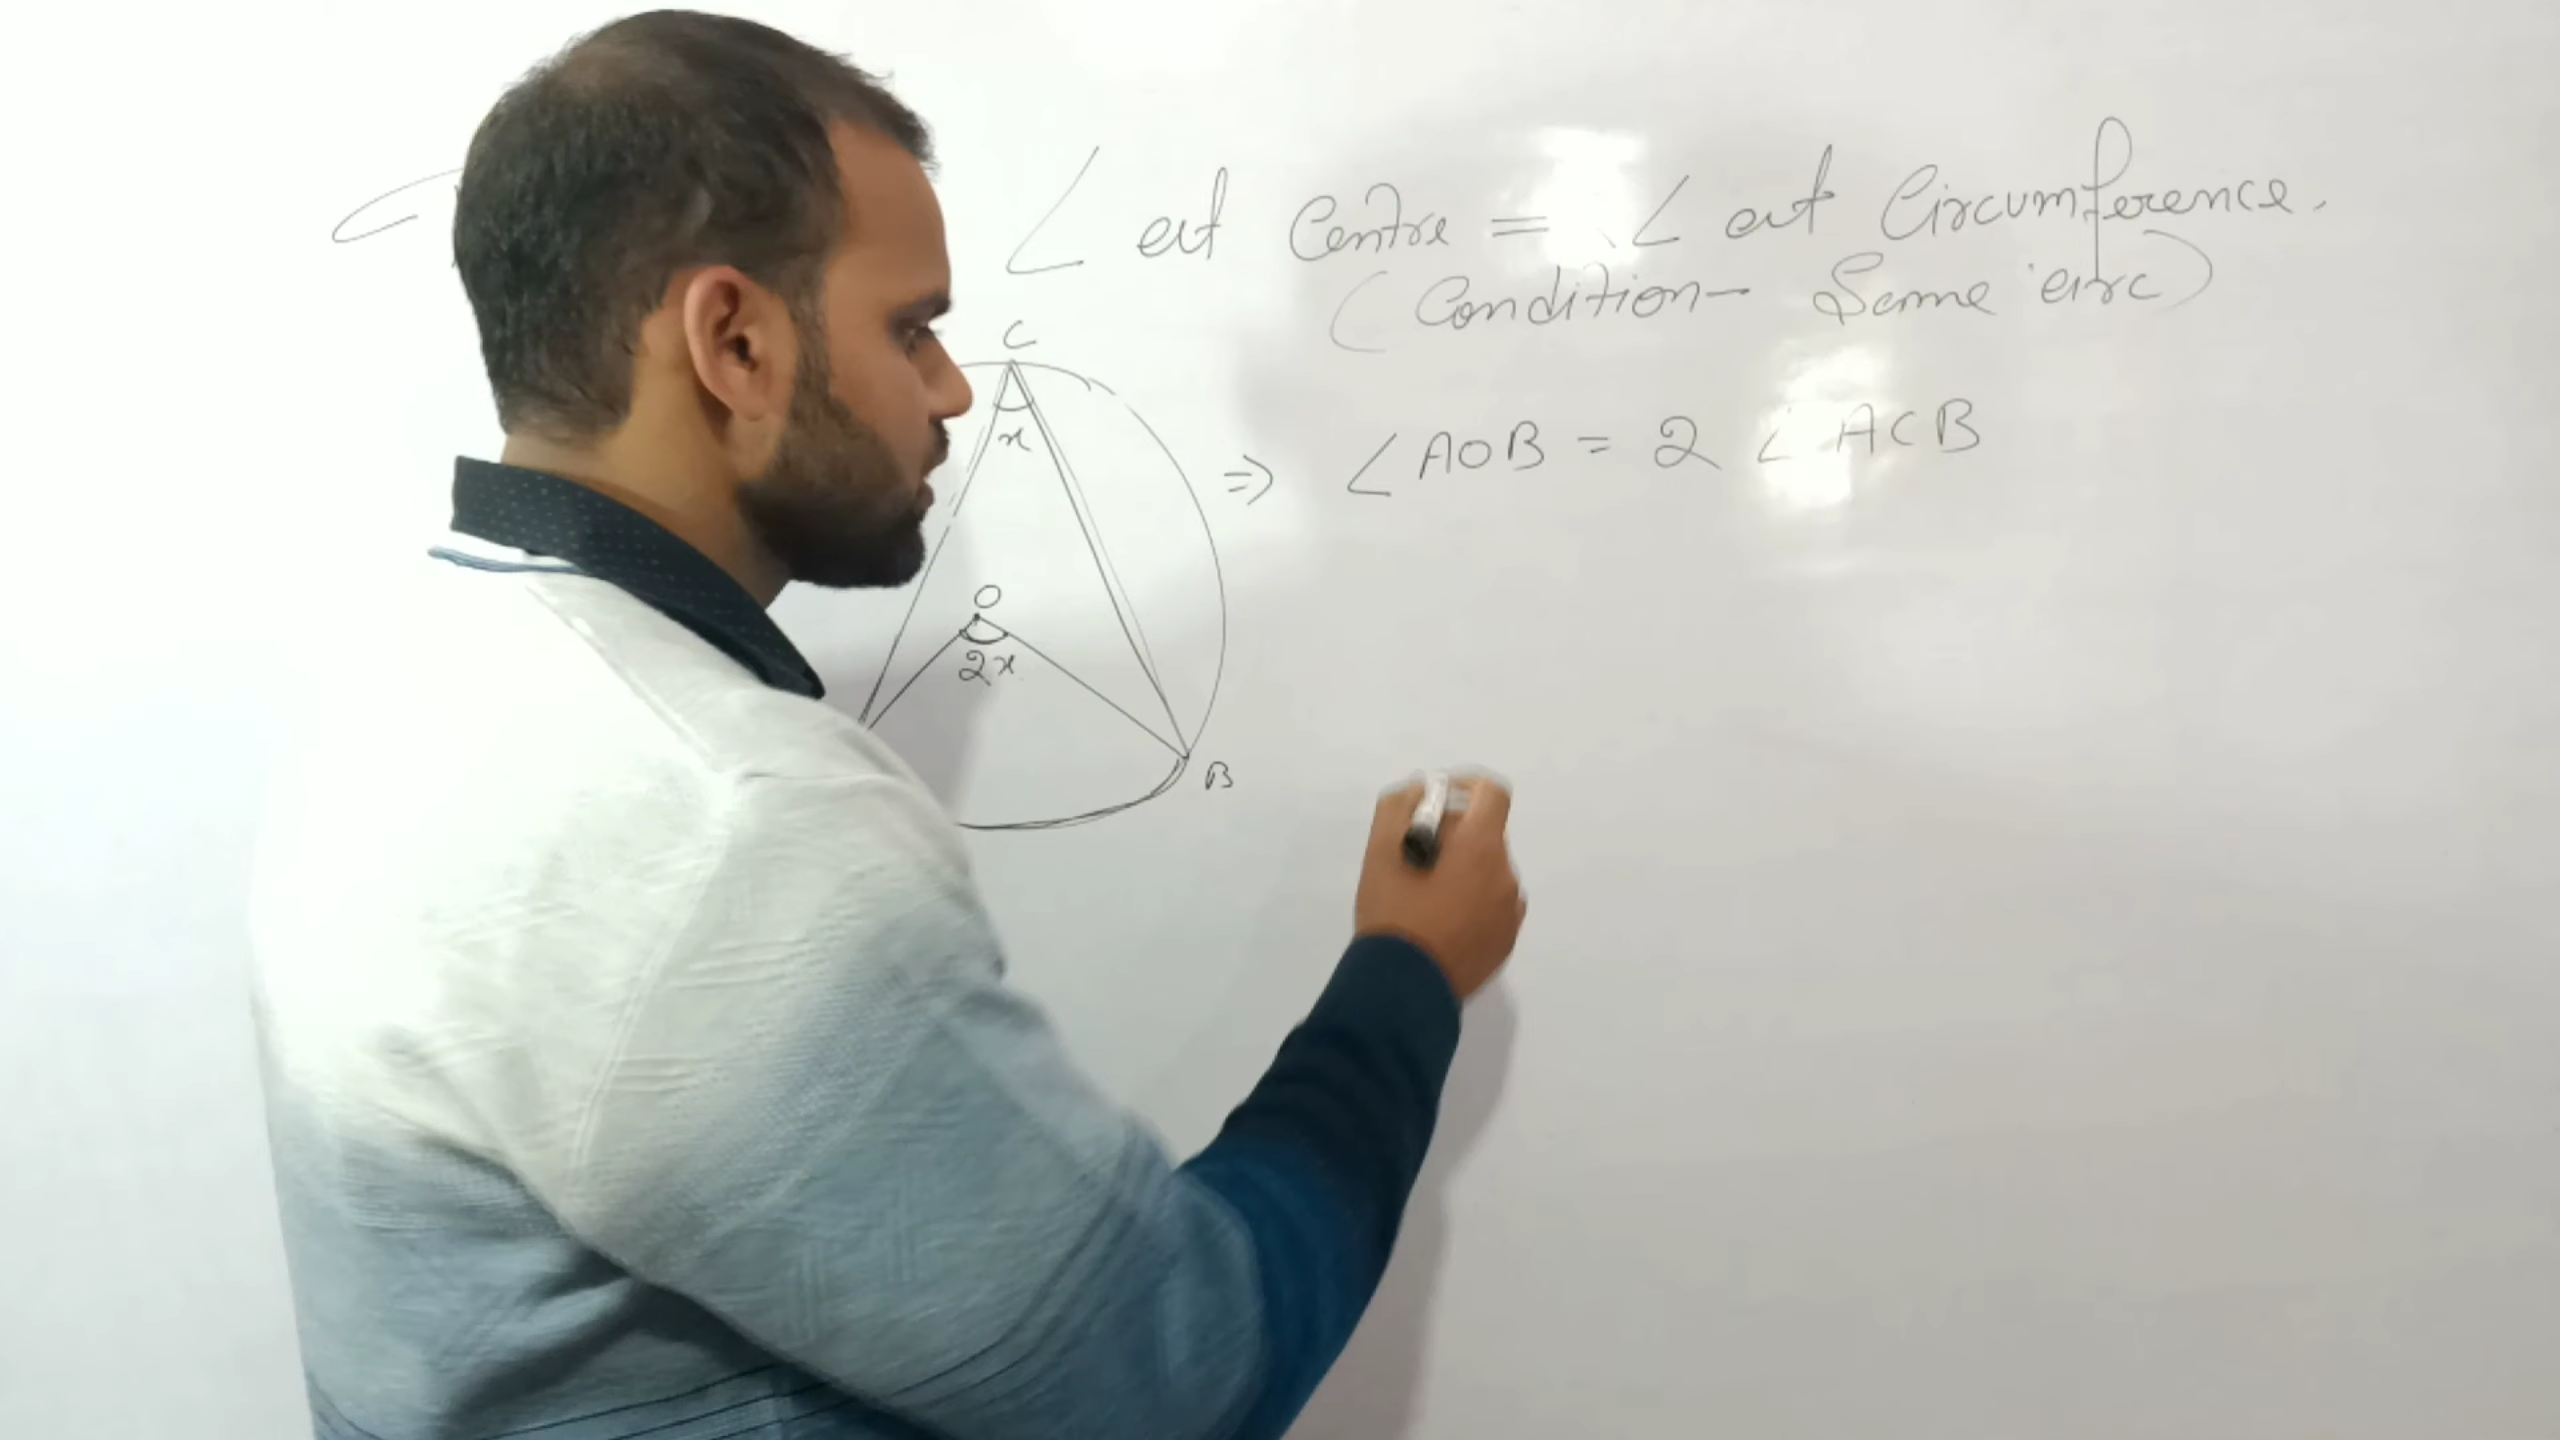 ∠ at Centre = ∠ at Circumference.
(Condition- Same arc)
C
x
⇒ ∠AOB = 2 ∠ACB
O
2x
B